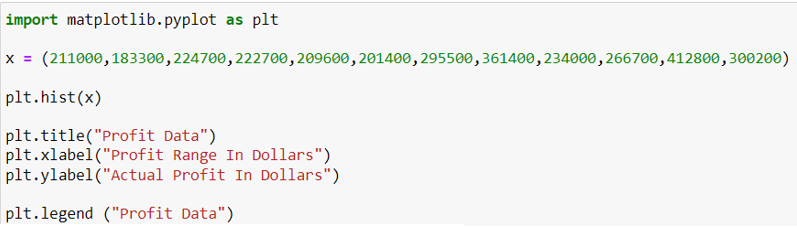 import matplotlib.pyplot as plt
x = (211000,183300,224700,222700,209600,201400,295500,361400,234000,266700,412800,300200)
plt.hist(x)
plt.title("Profit Data")
plt.xlabel("Profit Range In Dollars")
plt.ylabel("Actual Profit In Dollars")
plt.legend ("Profit Data")